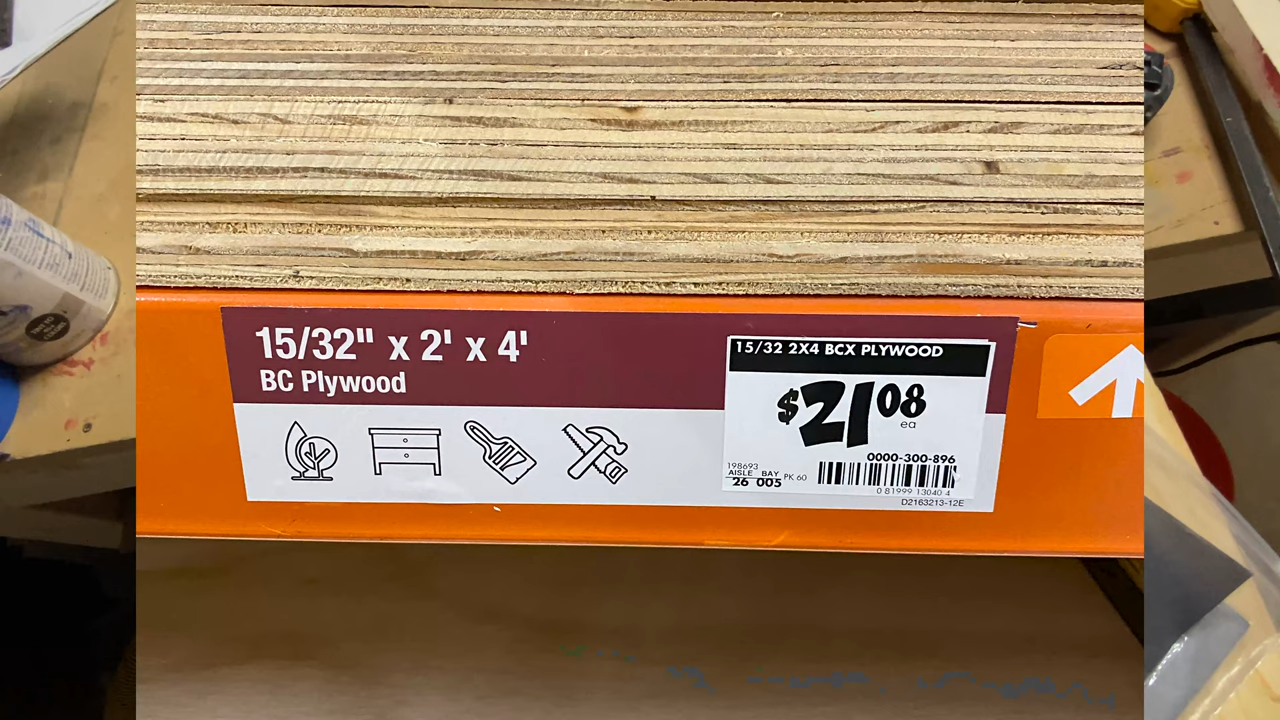 15/32" x 2' x 4'
BC Plywood
15/32 2X4 BCX PLYWOOD
$21 08
ea
0000-300-896
198693
AISLE BAY PK 60
26 005
0 81999 13040 4
D2163213-12E